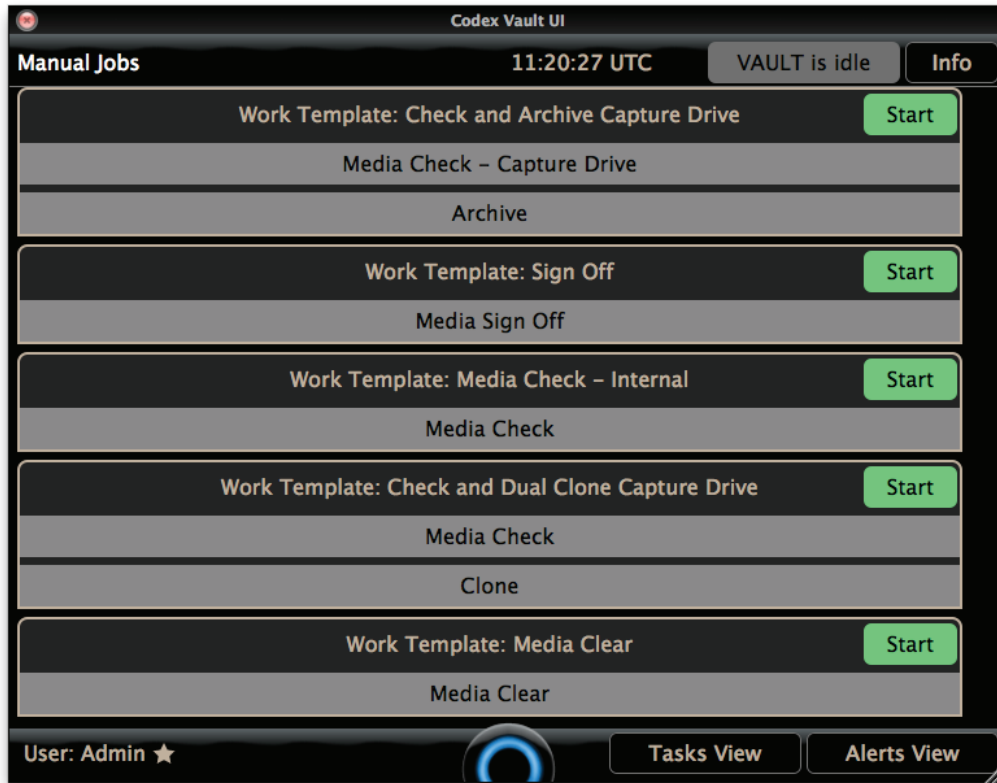 Codex Vault UI
Manual Jobs 11:20:27 UTC VAULT is idle Info
Work Template: Check and Archive Capture Drive Start
Media Check – Capture Drive
Archive
Work Template: Sign Off Start
Media Sign Off
Work Template: Media Check – Internal Start
Media Check
Work Template: Check and Dual Clone Capture Drive Start
Media Check
Clone
Work Template: Media Clear Start
Media Clear
User: Admin ★ Tasks View Alerts View